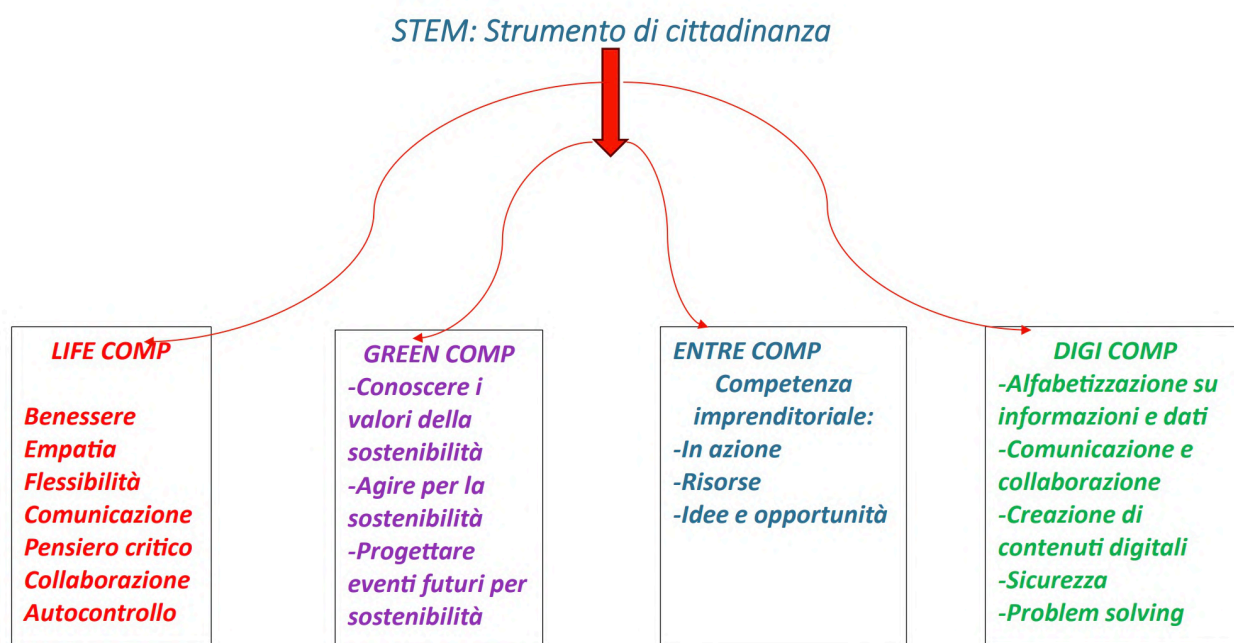 STEM: Strumento di cittadinanza
LIFE COMP
Benessere
Empatia
Flessibilità
Comunicazione
Pensiero critico
Collaborazione
Autocontrollo
GREEN COMP
-Conoscere i
valori della
sostenibilità
-Agire per la
sostenibilità
-Progettare
eventi futuri per
sostenibilità
ENTRE COMP
Competenza
imprenditoriale:
-In azione
-Risorse
-Idee e opportunità
DIGI COMP
-Alfabetizzazione su
informazioni e dati
-Comunicazione e
collaborazione
-Creazione di
contenuti digitali
-Sicurezza
-Problem solving